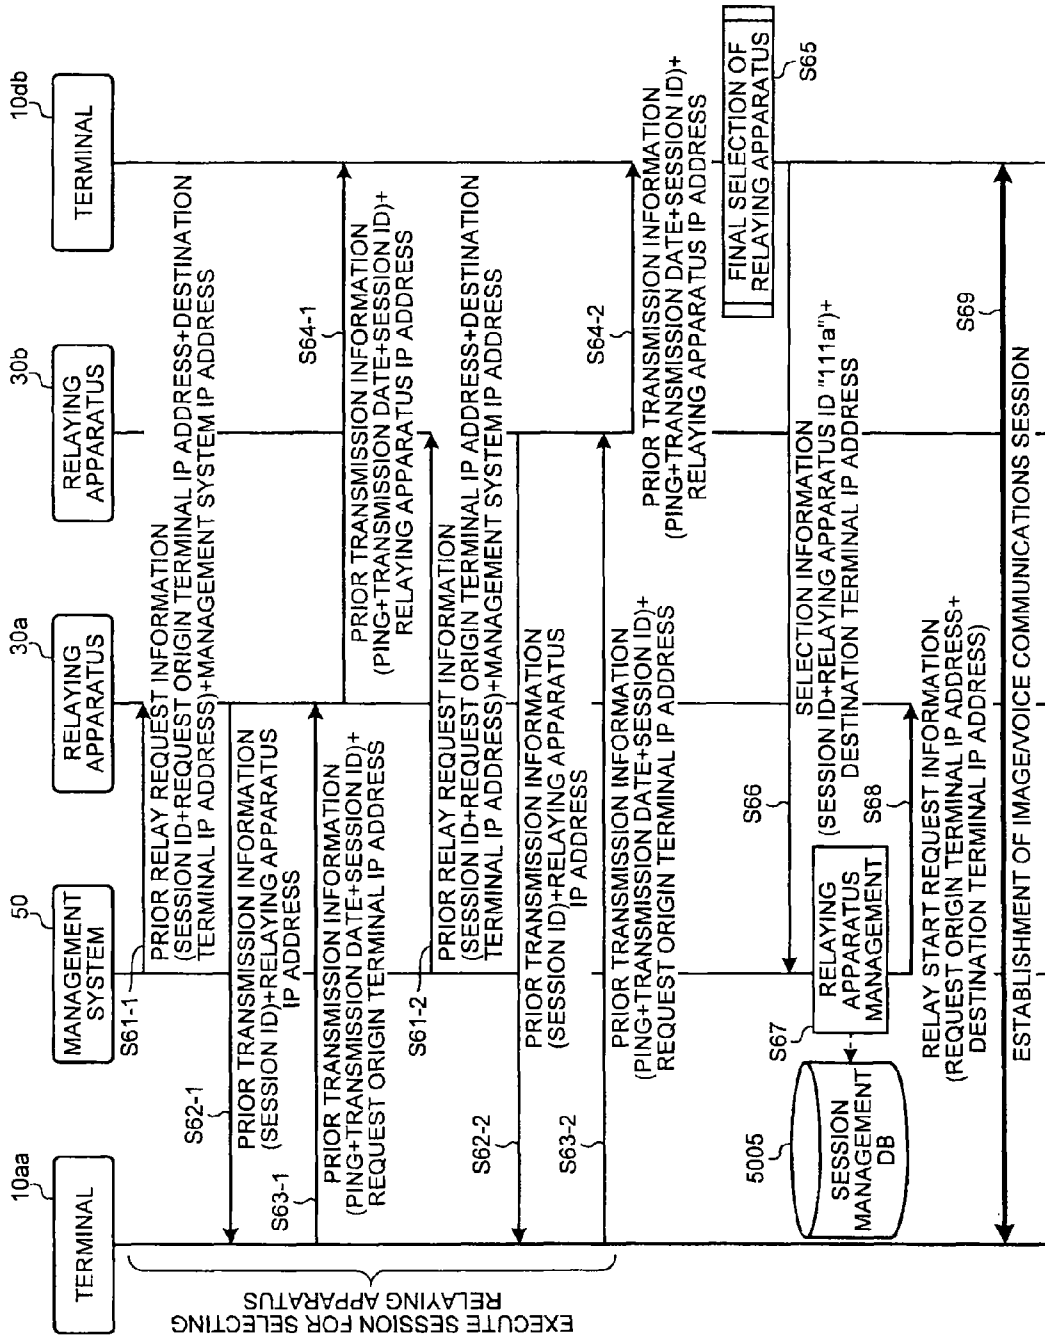 10aa
TERMINAL
50
MANAGEMENT
SYSTEM
30a
RELAYING
APPARATUS
30b
RELAYING
APPARATUS
10db
TERMINAL
EXECUTE SESSION FOR SELECTING
RELAYING APPARATUS
S61-1
PRIOR RELAY REQUEST INFORMATION
(SESSION ID+REQUEST ORIGIN TERMINAL IP ADDRESS+DESTINATION
TERMINAL IP ADDRESS)+MANAGEMENT SYSTEM IP ADDRESS
S62-1
PRIOR TRANSMISSION INFORMATION
(SESSION ID)+RELAYING APPARATUS
IP ADDRESS
S63-1
PRIOR TRANSMISSION INFORMATION
(PING+TRANSMISSION DATE+SESSION ID)+
REQUEST ORIGIN TERMINAL IP ADDRESS
S64-1
PRIOR TRANSMISSION INFORMATION
(PING+TRANSMISSION DATE+SESSION ID)+
RELAYING APPARATUS IP ADDRESS
S61-2
PRIOR RELAY REQUEST INFORMATION
(SESSION ID+REQUEST ORIGIN TERMINAL IP ADDRESS+DESTINATION
TERMINAL IP ADDRESS)+MANAGEMENT SYSTEM IP ADDRESS
S62-2
PRIOR TRANSMISSION INFORMATION
(SESSION ID)+RELAYING APPARATUS
IP ADDRESS
S63-2
PRIOR TRANSMISSION INFORMATION
(PING+TRANSMISSION DATE+SESSION ID)+
REQUEST ORIGIN TERMINAL IP ADDRESS
S64-2
PRIOR TRANSMISSION INFORMATION
(PING+TRANSMISSION DATE+SESSION ID)+
RELAYING APPARATUS IP ADDRESS
FINAL SELECTION OF
RELAYING APPARATUS
S65
S66
SELECTION INFORMATION
(SESSION ID+RELAYING APPARATUS ID "111a")+
DESTINATION TERMINAL IP ADDRESS
S67
RELAYING
APPARATUS
MANAGEMENT
5005
SESSION
MANAGEMENT
DB
S68
RELAY START REQUEST INFORMATION
(REQUEST ORIGIN TERMINAL IP ADDRESS+
DESTINATION TERMINAL IP ADDRESS)
S69
ESTABLISHMENT OF IMAGE/VOICE COMMUNICATIONS SESSION